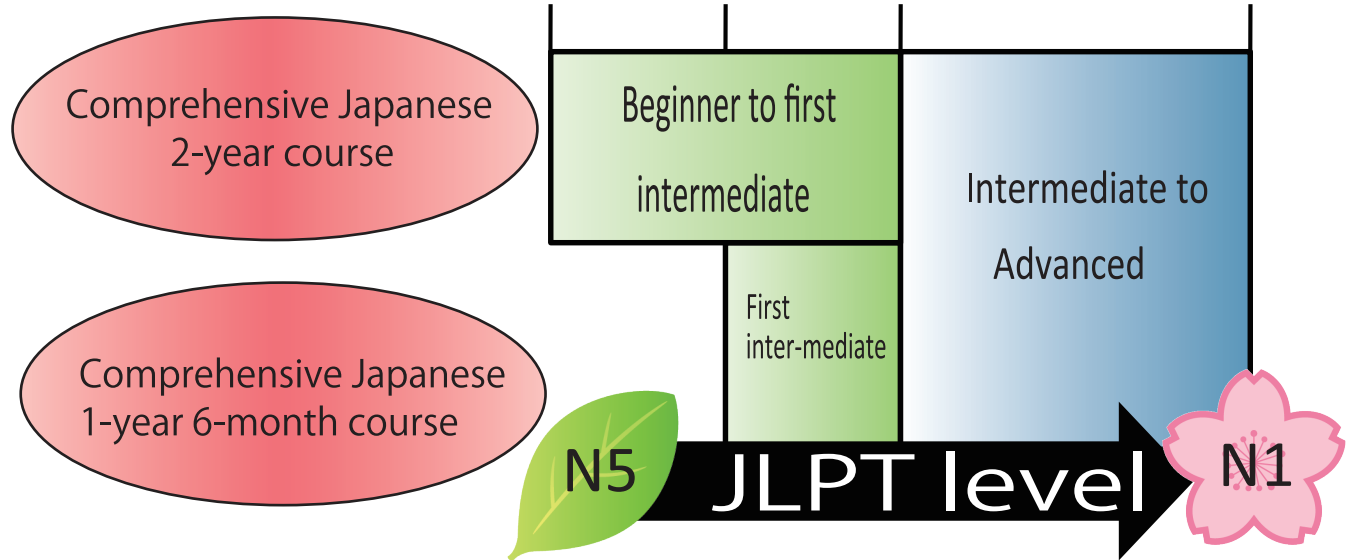 Comprehensive Japanese
2-year course
Beginner to first
intermediate
Intermediate to
Advanced
Comprehensive Japanese
1-year 6-month course
First
inter-mediate
N5
JLPT level
N1